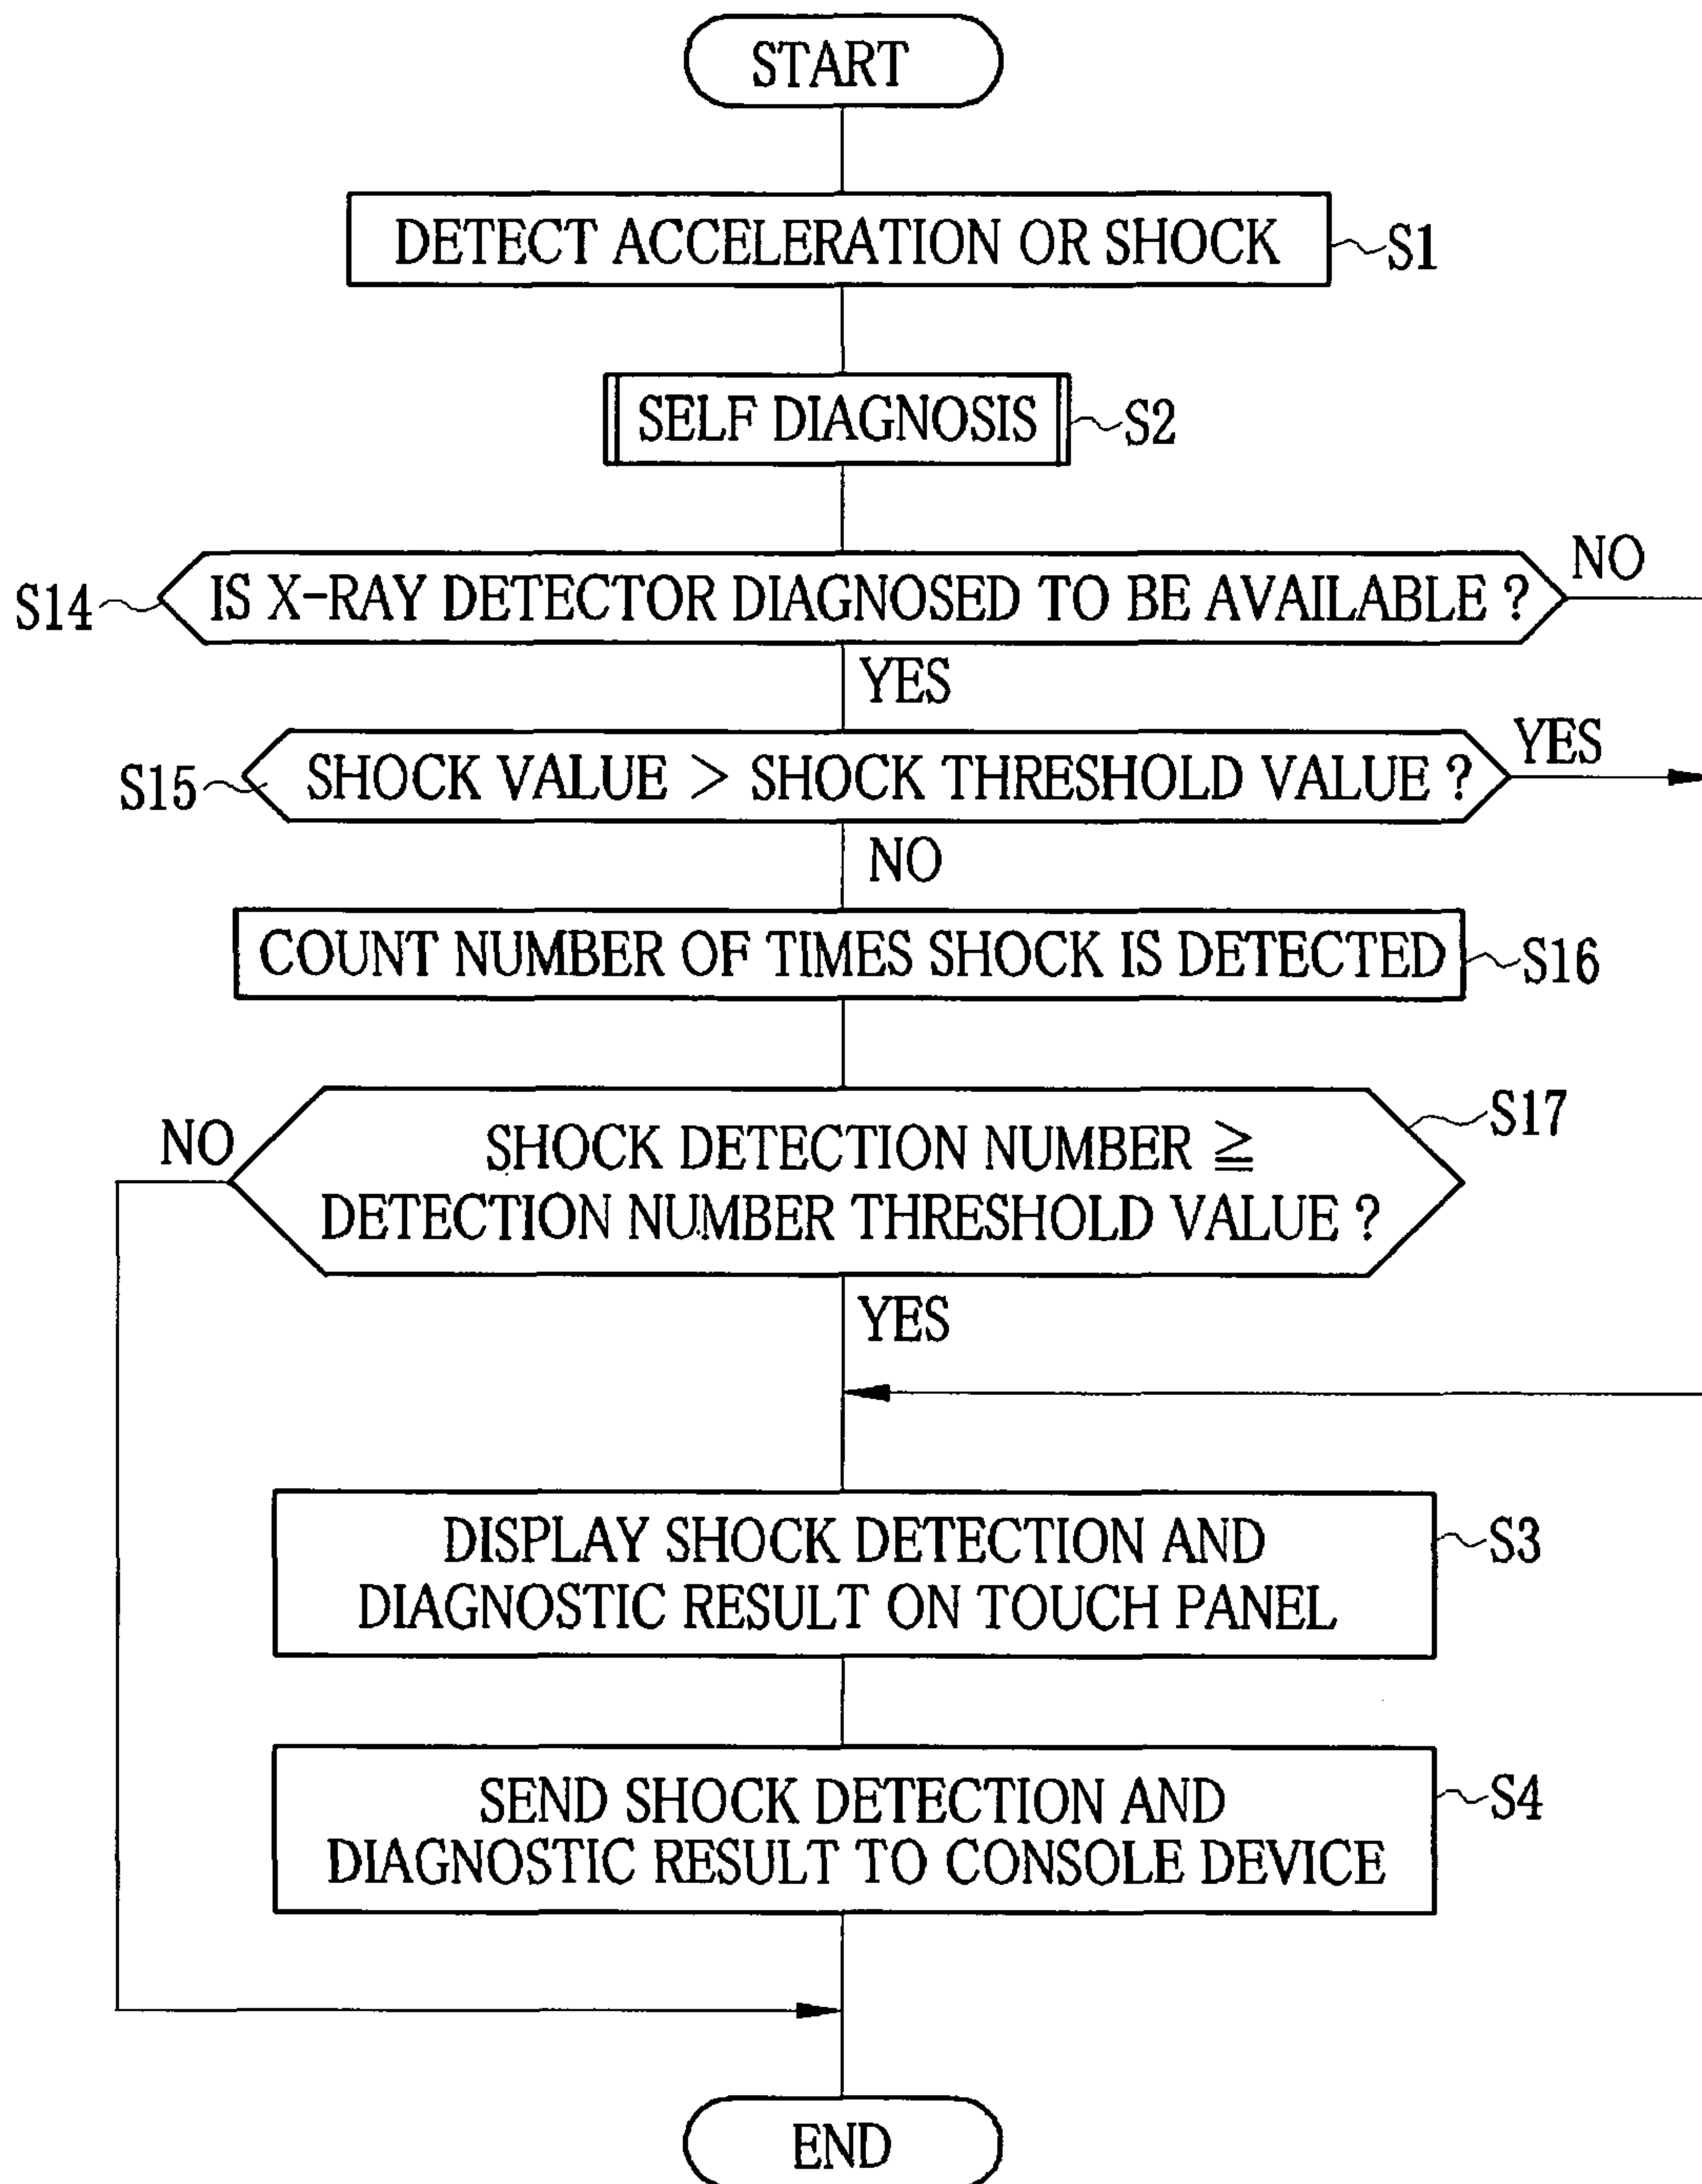 START
DETECT ACCELERATION OR SHOCK
S1
SELF DIAGNOSIS
S2
NO
S14
IS X-RAY DETECTOR DIAGNOSED TO BE AVAILABLE ?
YES
YES
S15
SHOCK VALUE > SHOCK THRESHOLD VALUE ?
NO
COUNT NUMBER OF TIMES SHOCK IS DETECTED
S16
S17
NO
SHOCK DETECTION NUMBER ≧
DETECTION NUMBER THRESHOLD VALUE ?
YES
DISPLAY SHOCK DETECTION AND
DIAGNOSTIC RESULT ON TOUCH PANEL
S3
SEND SHOCK DETECTION AND
DIAGNOSTIC RESULT TO CONSOLE DEVICE
S4
END